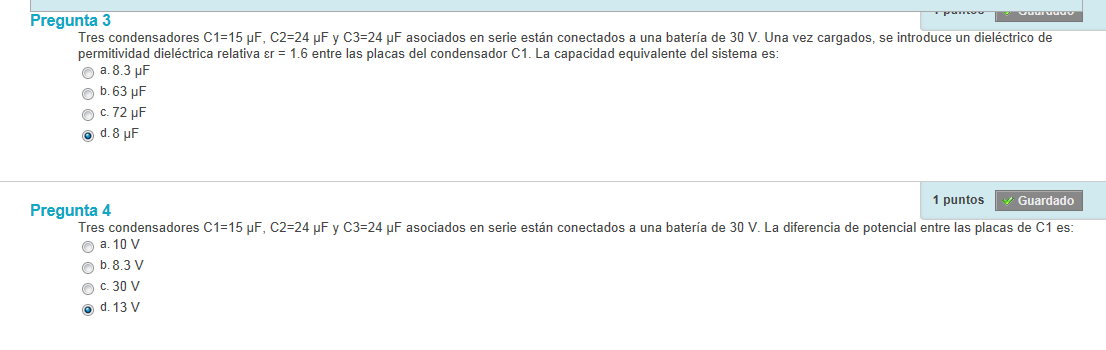 Pregunta 3
Tres condensadores C1=15 µF, C2=24 µF y C3=24 µF asociados en serie están conectados a una batería de 30 V. Una vez cargados, se introduce un dieléctrico de
permitividad dieléctrica relativa εr = 1.6 entre las placas del condensador C1. La capacidad equivalente del sistema es:
a. 8.3 µF
b. 63 µF
c. 72 µF
d. 8 µF
1 puntos Guardado
Pregunta 4
Tres condensadores C1=15 µF, C2=24 µF y C3=24 µF asociados en serie están conectados a una batería de 30 V. La diferencia de potencial entre las placas de C1 es:
a. 10 V
b. 8.3 V
c. 30 V
d. 13 V